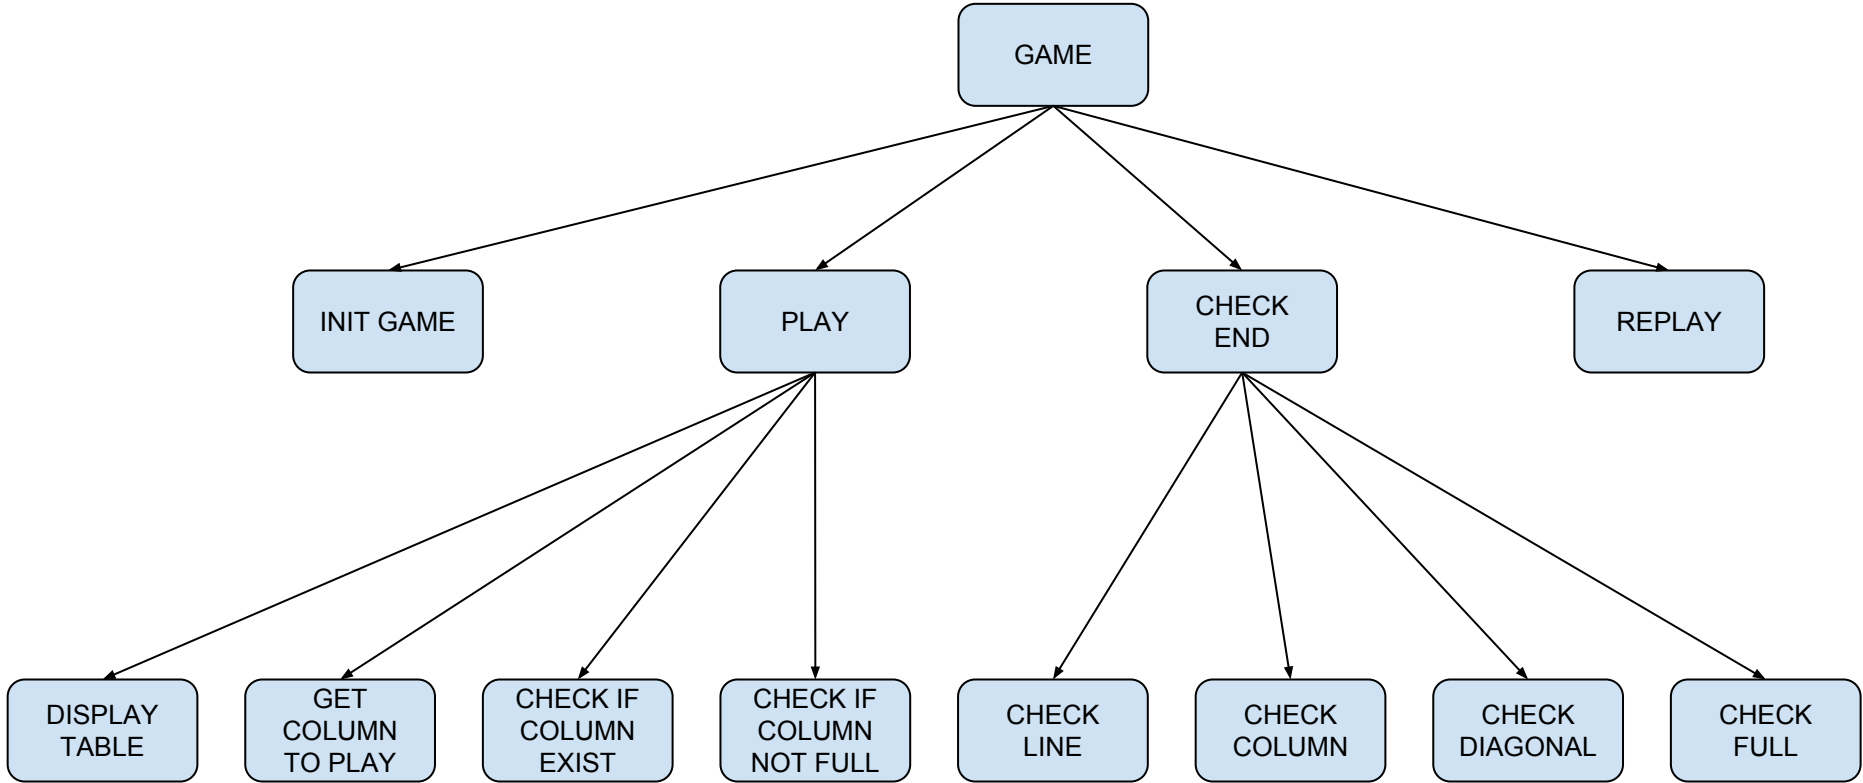 GAME
INIT GAME
PLAY
CHECK
END
REPLAY
DISPLAY
TABLE
GET
COLUMN
TO PLAY
CHECK IF
COLUMN
EXIST
CHECK IF
COLUMN
NOT FULL
CHECK
LINE
CHECK
COLUMN
CHECK
DIAGONAL
CHECK
FULL